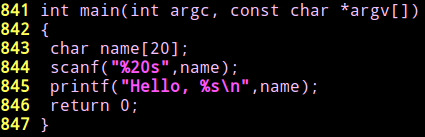 841 int main(int argc, const char *argv[])
842 {
843  char name[20];
844  scanf("%20s",name);
845  printf("Hello, %s\n",name);
846  return 0;
847 }